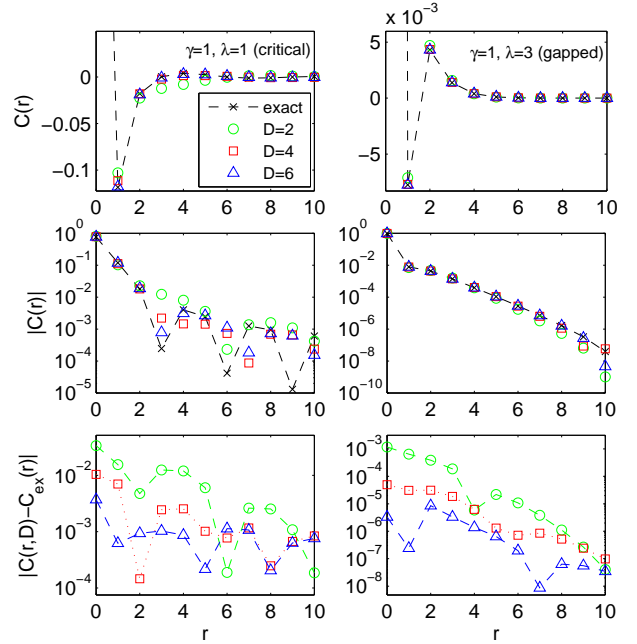 × 10⁻³
γ=1, λ=1 (critical)
γ=1, λ=3 (gapped)
C(r)
0
−0.05
−0.1
5
0
−5
exact
D=2
D=4
D=6
0 2 4 6 8 10
0 2 4 6 8 10
|C(r)|
10⁰
10⁻¹
10⁻²
10⁻³
10⁻⁴
10⁻⁵
10⁰
10⁻²
10⁻⁴
10⁻⁶
10⁻⁸
10⁻¹⁰
0 2 4 6 8 10
0 2 4 6 8 10
|C(r,D)−C_ex(r)|
10⁻²
10⁻³
10⁻⁴
10⁻³
10⁻⁴
10⁻⁵
10⁻⁶
10⁻⁷
10⁻⁸
0 2 4 6 8 10
0 2 4 6 8 10
r
r